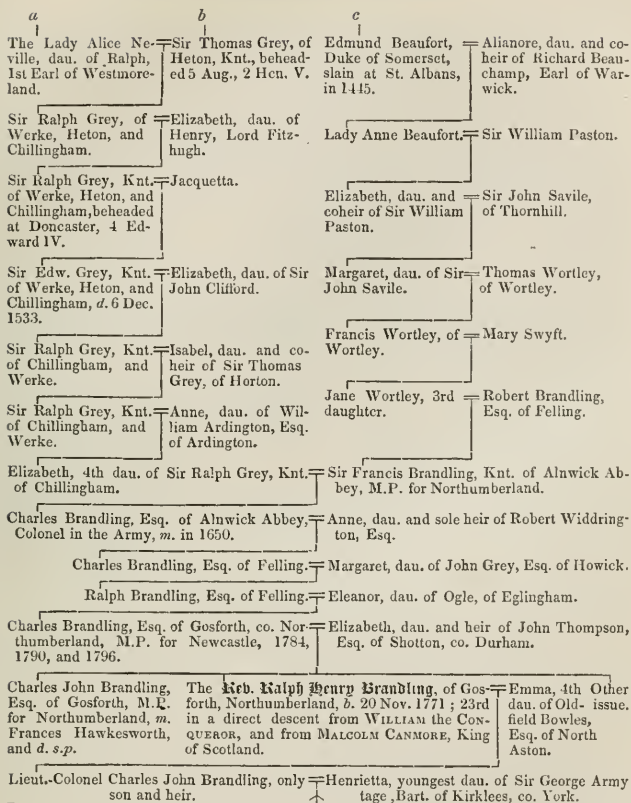 a
b
c
The Lady Alice Ne-
ville, dau. of Ralph,
1st Earl of Westmore-
land.
Sir Thomas Grey, of
Heton, Knt., behead-
ed 5 Aug., 2 Hen. V.
Edmund Beaufort,
Duke of Somerset,
slain at St. Albans,
in 1445.
Alianore, dau. and co-
heir of Richard Beau-
champ, Earl of War-
wick.
Sir Ralph Grey, of
Werke, Heton, and
Chillingham.
Elizabeth, dau. of
Henry, Lord Fitz-
hugh.
Lady Anne Beaufort.
Sir William Paston.
Sir Ralph Grey, Knt.
of Werke, Heton, and
Chillingham, beheaded
at Doncaster, 4 Ed-
ward IV.
Jacquetta.
Elizabeth, dau. and
coheir of Sir William
Paston.
Sir John Savile,
of Thornhill.
Sir Edw. Grey, Knt.
of Werke, Heton, and
Chillingham, d. 6 Dec.
1533.
Elizabeth, dau. of Sir
John Clifford.
Margaret, dau. of Sir
John Savile.
Thomas Wortley,
of Wortley.
Francis Wortley, of
Wortley.
Mary Swyft.
Sir Ralph Grey, Knt.
of Chillingham, and
Werke.
Isabel, dau. and co-
heir of Sir Thomas
Grey, of Horton.
Jane Wortley, 3rd
daughter.
Robert Brandling,
Esq. of Felling.
Sir Ralph Grey, Knt.
of Chillingham, and
Werke.
Anne, dau. of Wil-
liam Ardington, Esq.
of Ardington.
Elizabeth, 4th dau. of Sir Ralph Grey, Knt.
of Chillingham.
Sir Francis Brandling, Knt. of Alnwick Ab-
bey, M.P. for Northumberland.
Charles Brandling, Esq. of Alnwick Abbey,
Colonel in the Army, m. in 1650.
Anne, dau. and sole heir of Robert Widdring-
ton, Esq.
Charles Brandling, Esq. of Felling.
Margaret, dau. of John Grey, Esq. of Howick.
Ralph Brandling, Esq. of Felling.
Eleanor, dau. of Ogle, of Eglingham.
Charles Brandling, Esq. of Gosforth, co. Nor-
thumberland, M.P. for Newcastle, 1784,
1790, and 1796.
Elizabeth, dau. and heir of John Thompson,
Esq. of Shotton, co. Durham.
Charles John Brandling,
Esq. of Gosforth, M.P.
for Northumberland, m.
Frances Hawkesworth,
and d. s.p.
The Reb. Ralph Henry Brandling, of Gos-
forth, Northumberland, b. 20 Nov. 1771 ; 23rd
in a direct descent from WILLIAM the CON-
QUEROR, and from MALCOLM CANMORE, King
of Scotland.
Emma, 4th
dau. of Old-
field Bowles,
Esq. of North
Aston.
Other
issue.
Lieut.-Colonel Charles John Brandling, only
son and heir.
Henrietta, youngest dau. of Sir George Army
tage ,Bart. of Kirklees, co. York.